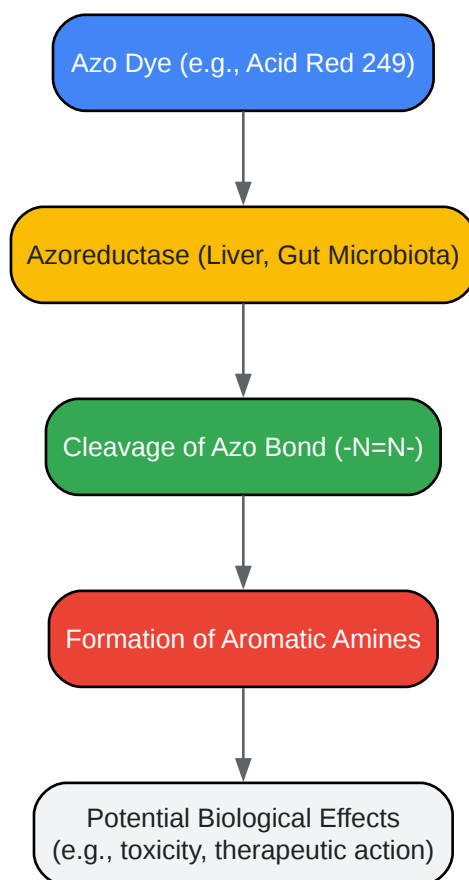 Azo Dye (e.g., Acid Red 249)
Azoreductase (Liver, Gut Microbiota)
Cleavage of Azo Bond (-N=N-)
Formation of Aromatic Amines
Potential Biological Effects
(e.g., toxicity, therapeutic action)